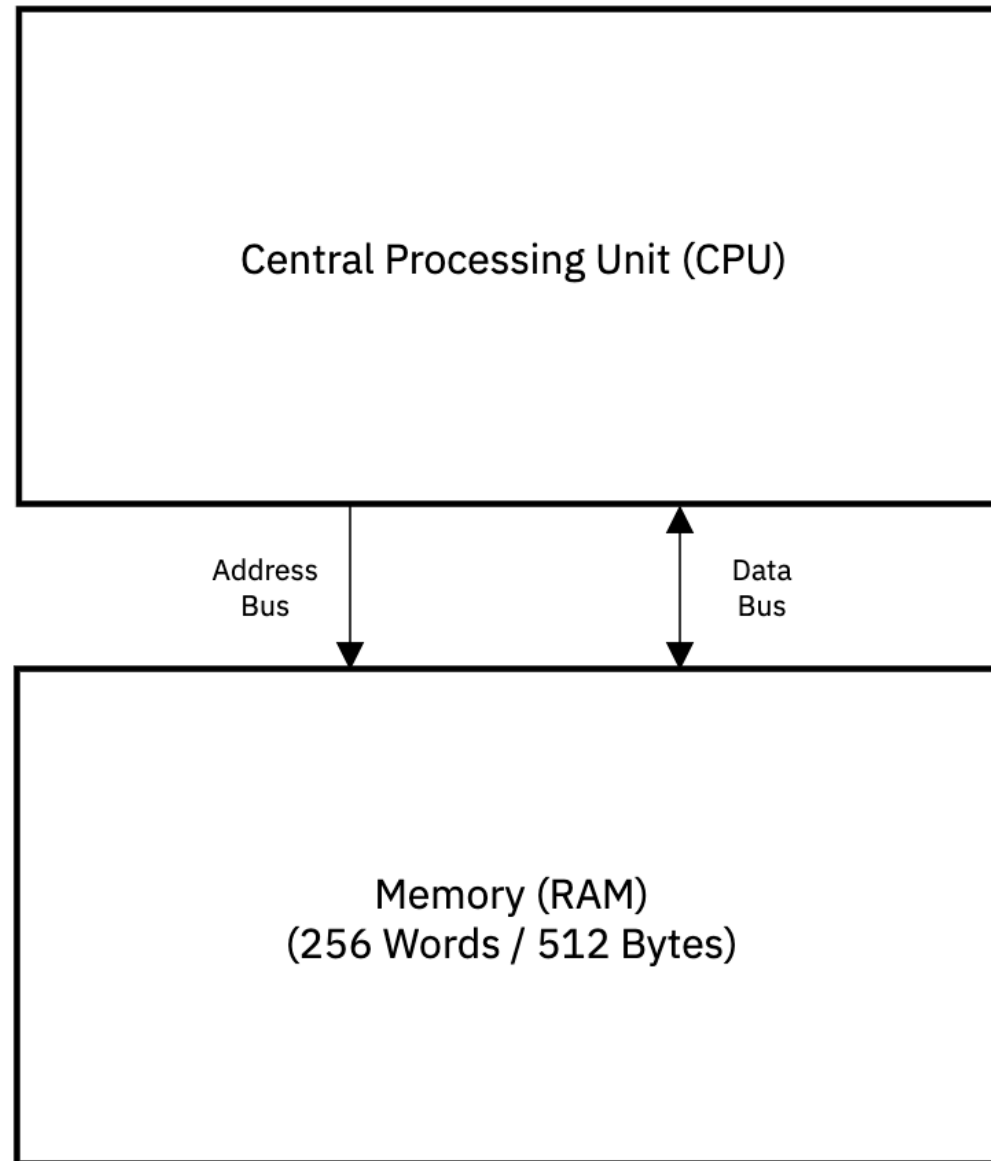 Central Processing Unit (CPU)
Address
Bus
Data
Bus
Memory (RAM)
(256 Words / 512 Bytes)